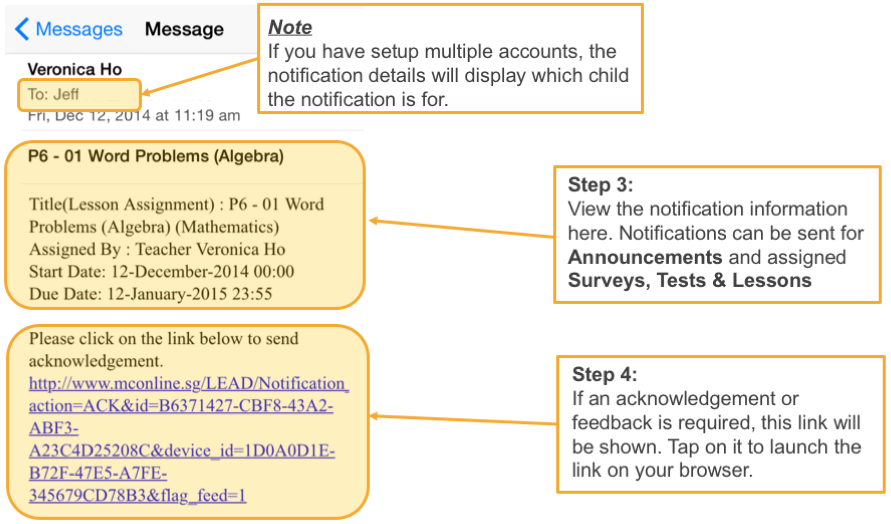 Messages Message
Veronica Ho
To: Jeff
Fri, Dec 12, 2014 at 11:19 am
Note
If you have setup multiple accounts, the
notification details will display which child
the notification is for.
P6 - 01 Word Problems (Algebra)
Title(Lesson Assignment) : P6 - 01 Word
Problems (Algebra) (Mathematics)
Assigned By : Teacher Veronica Ho
Start Date: 12-December-2014 00:00
Due Date: 12-January-2015 23:55
Step 3:
View the notification information
here. Notifications can be sent for
Announcements and assigned
Surveys, Tests & Lessons
Please click on the link below to send
acknowledgement.
http://www.mconline.sg/LEAD/Notification_
action=ACK&id=B6371427-CBF8-43A2-
ABF3-
A23C4D25208C&device_id=1D0A0D1E-
B72F-47E5-A7FE-
345679CD78B3&flag_feed=1
Step 4:
If an acknowledgement or
feedback is required, this link will
be shown. Tap on it to launch the
link on your browser.